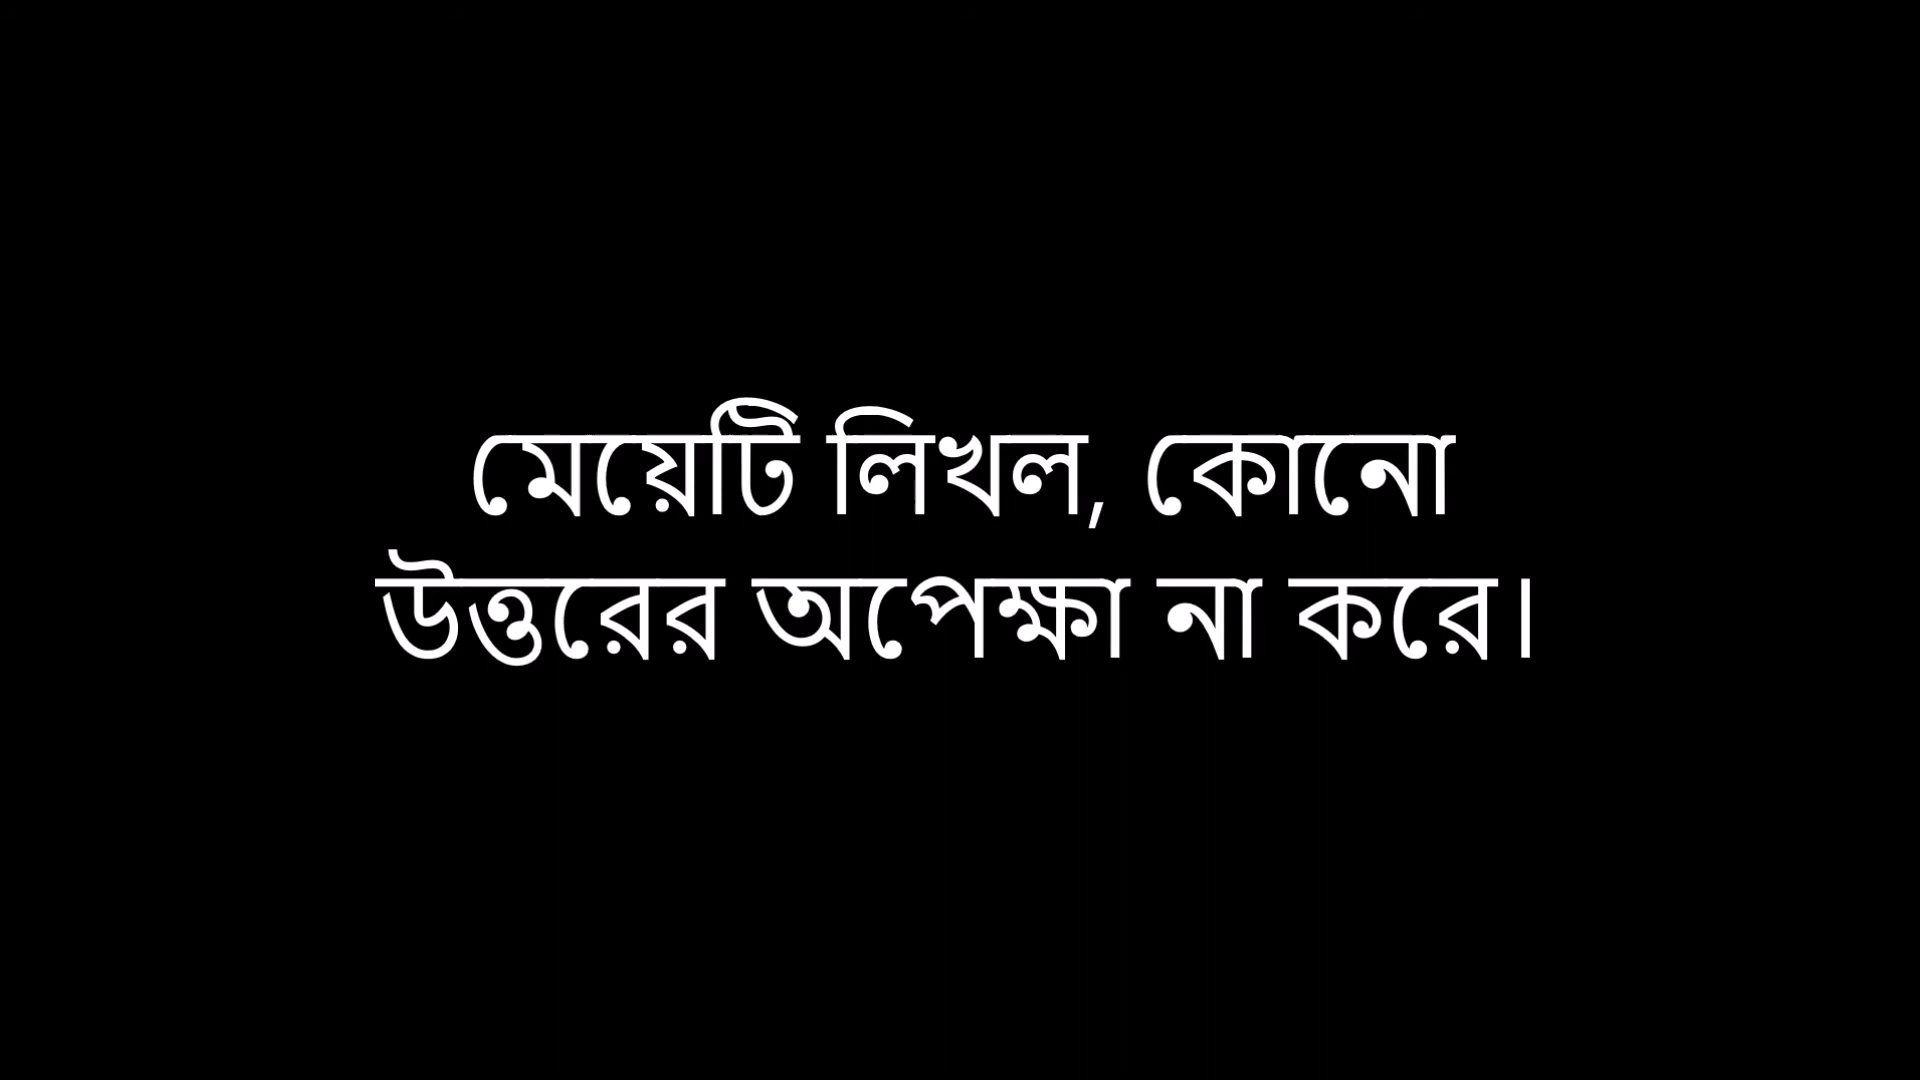 মেয়েটি লিখল, কোনো
উত্তরের অপেক্ষা না করে।